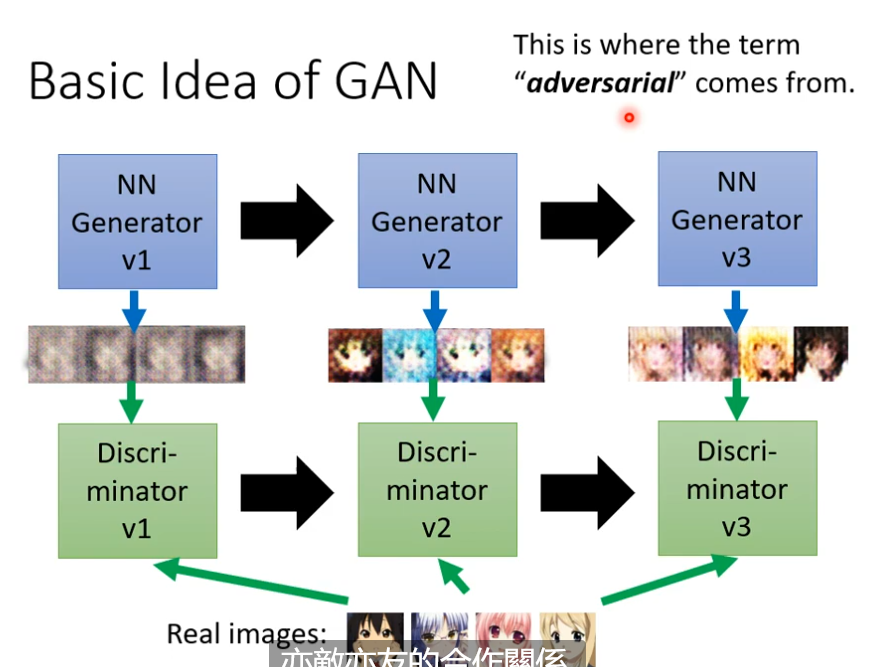 This is where the term
Basic Idea of GAN
“adversarial” comes from.
NN
Generator
v1
NN
Generator
v2
NN
Generator
v3
Discri-
minator
v1
Discri-
minator
v2
Discri-
minator
v3
Real images:
亦敵亦友的合作關係